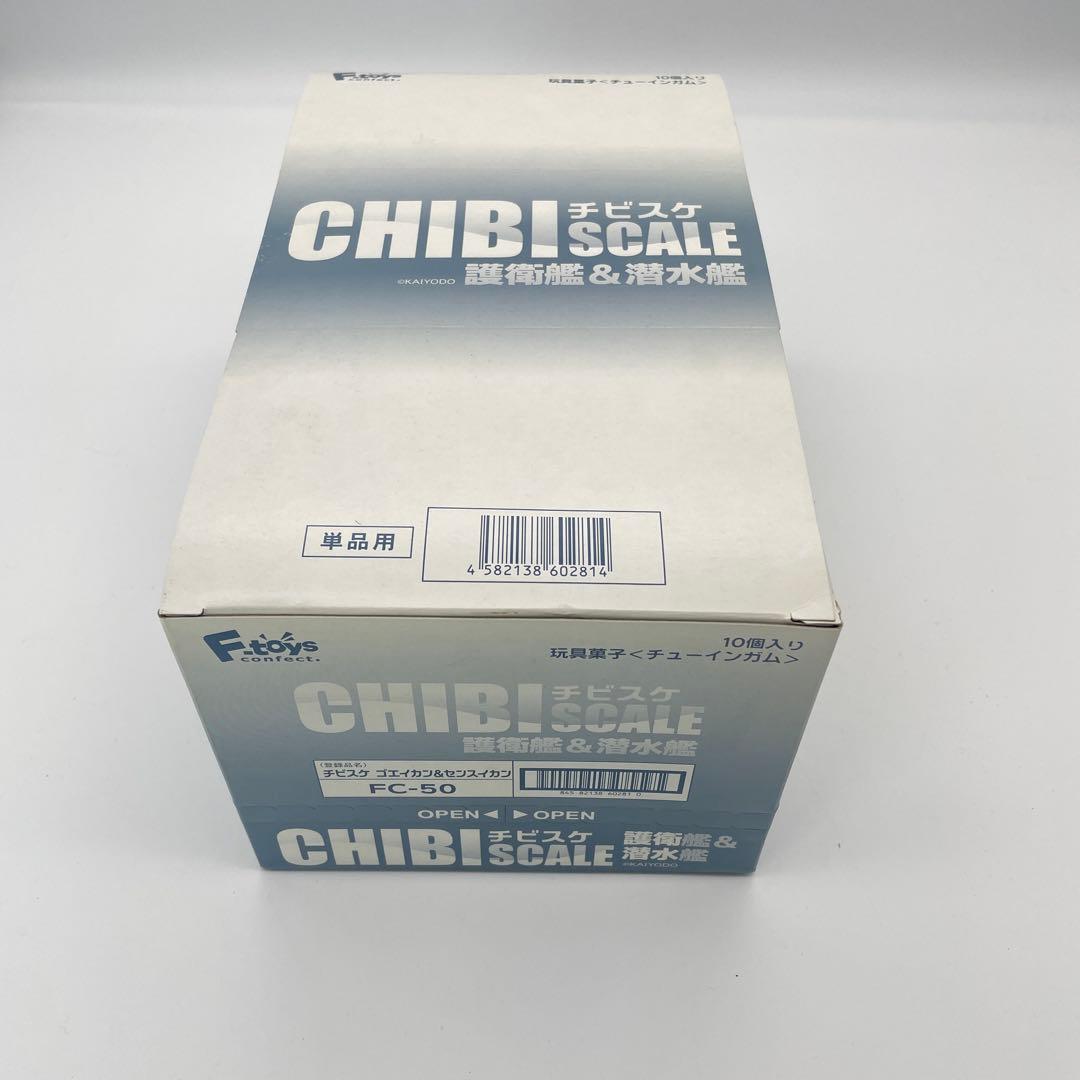 F-toys
confect.
10個入り
玩具菓子<チューインガム>
CHIBI チビスケ
SCALE
©KAIYODO 護衛艦&潜水艦
単品用
4 582138 602814
F-toys
confect.
10個入り
玩具菓子<チューインガム>
CHIBI チビスケ
SCALE
護衛艦&潜水艦
(登録品名)
チビスケ ゴエイカン&センスイカン
FC-50
845 82138 60281 0
OPEN◀ ▶OPEN
CHIBI チビスケ
SCALE
護衛艦&
潜水艦
©KAIYODO